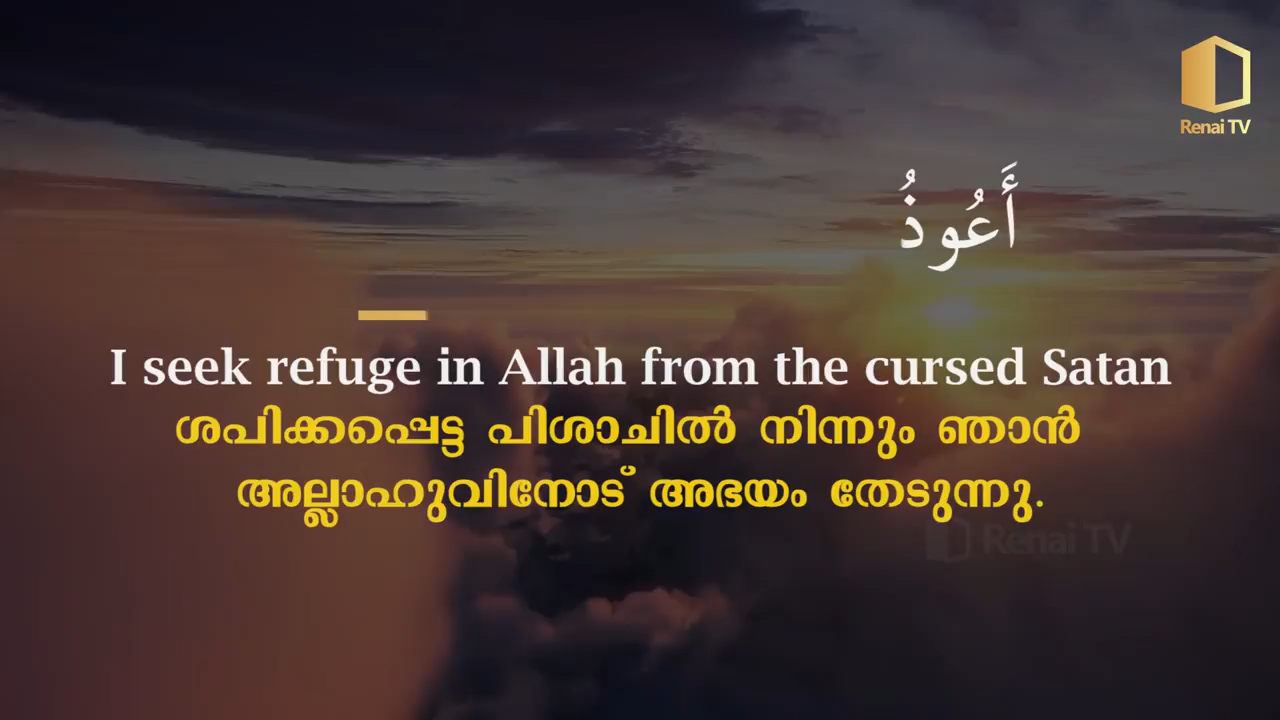 Renai TV
أَعُوذُ
I seek refuge in Allah from the cursed Satan
ശപിക്കപ്പെട്ട പിശാചിൽ നിന്നും ഞാൻ
അല്ലാഹുവിനോട് അഭയം തേടുന്നു.
Renai TV